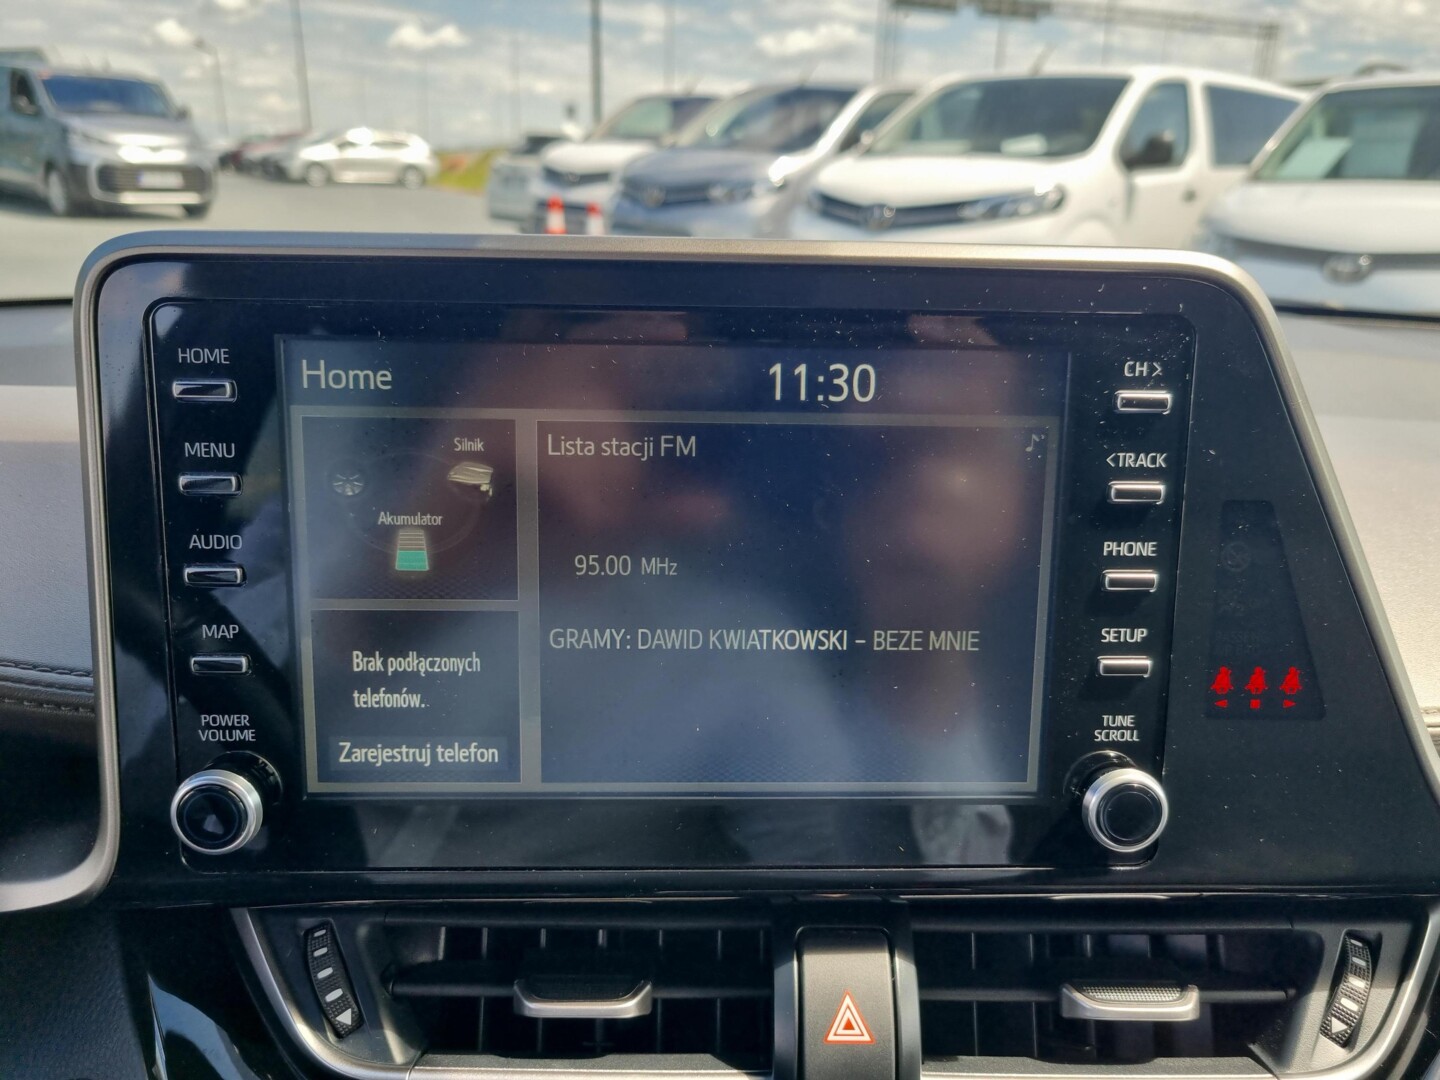 HOME
MENU
AUDIO
MAP
POWER
VOLUME
Home
11:30
Silnik
Akumulator
Brak podłączonych
telefonów.
Zarejestruj telefon
Lista stacji FM
95.00 MHz
GRAMY: DAWID KWIATKOWSKI – BEZE MNIE
CH >
<TRACK
PHONE
SETUP
TUNE
SCROLL